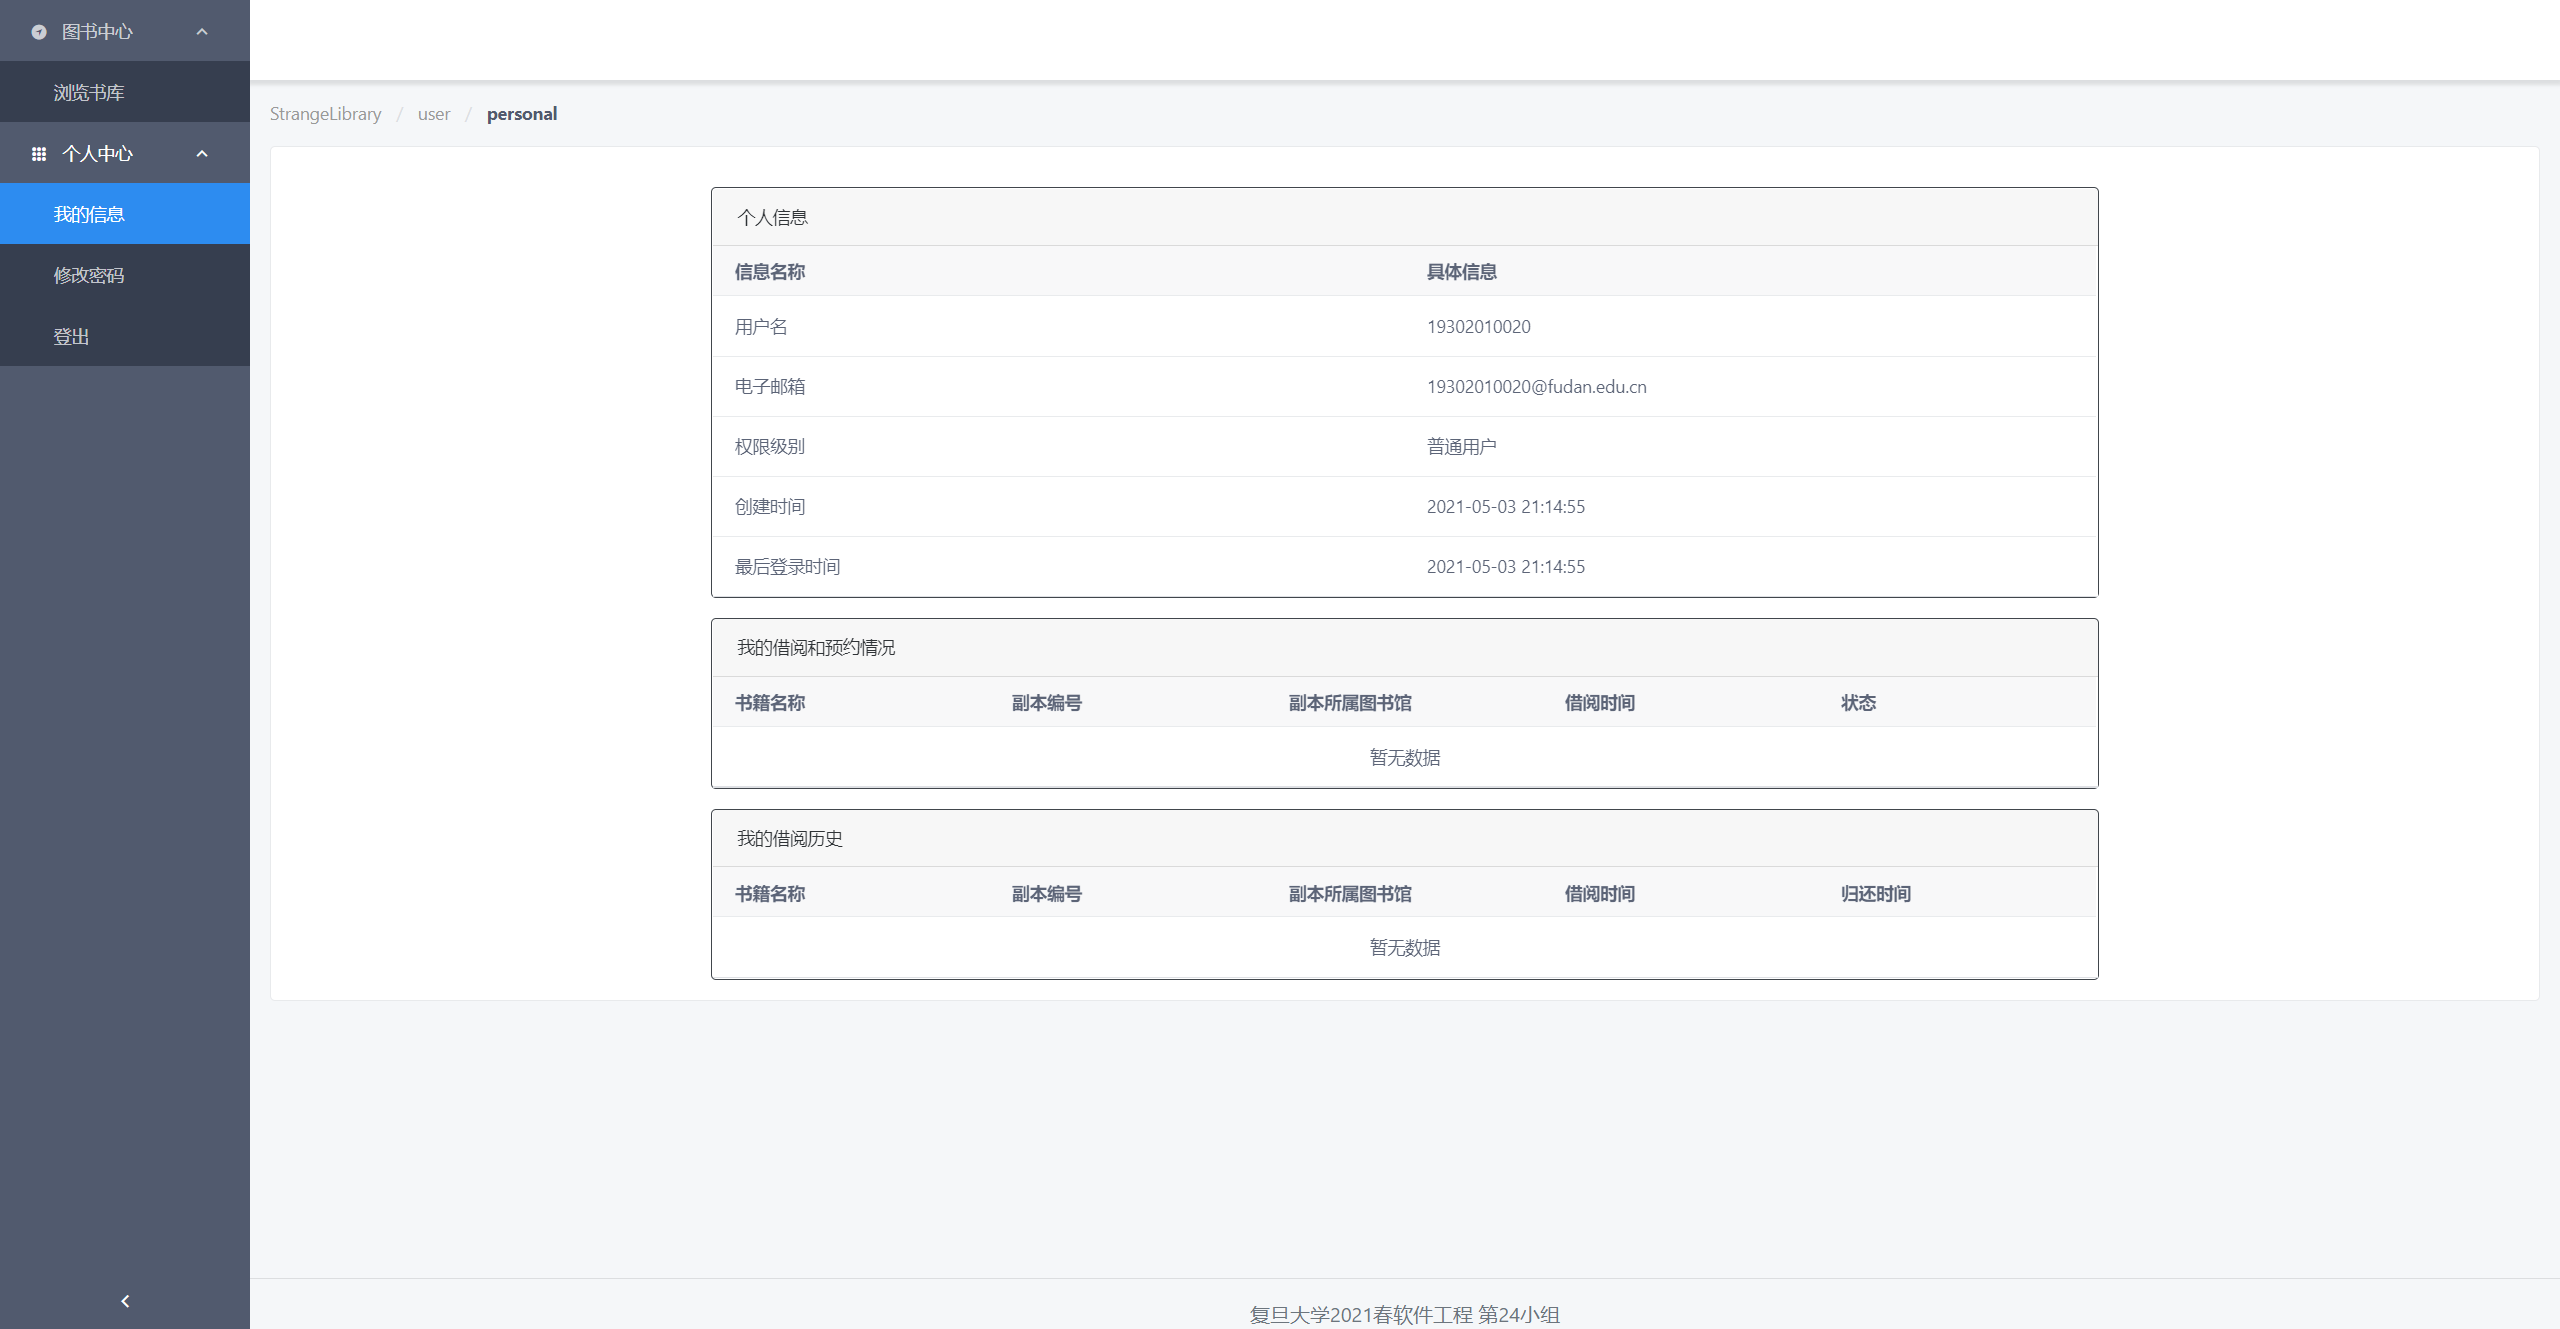 图书中心
浏览书库
个人中心
我的信息
修改密码
登出
StrangeLibrary / user / personal
个人信息
信息名称 具体信息
用户名 19302010020
电子邮箱 19302010020@fudan.edu.cn
权限级别 普通用户
创建时间 2021-05-03 21:14:55
最后登录时间 2021-05-03 21:14:55
我的借阅和预约情况
书籍名称 副本编号 副本所属图书馆 借阅时间 状态
暂无数据
我的借阅历史
书籍名称 副本编号 副本所属图书馆 借阅时间 归还时间
暂无数据
复旦大学2021春软件工程 第24小组